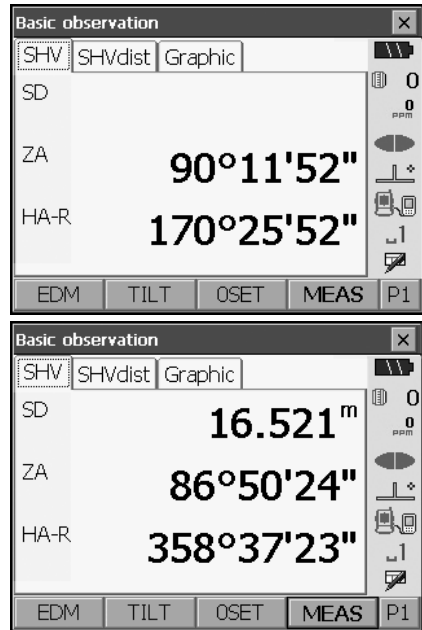 Basic observation
SHV SHVdist Graphic
SD
0
0
ppm
ZA 90°11'52"
HA-R 170°25'52"
1
EDM TILT 0SET MEAS P1
Basic observation
SHV SHVdist Graphic
SD 16.521 m
0
0
ppm
ZA 86°50'24"
HA-R 358°37'23"
1
EDM TILT 0SET MEAS P1